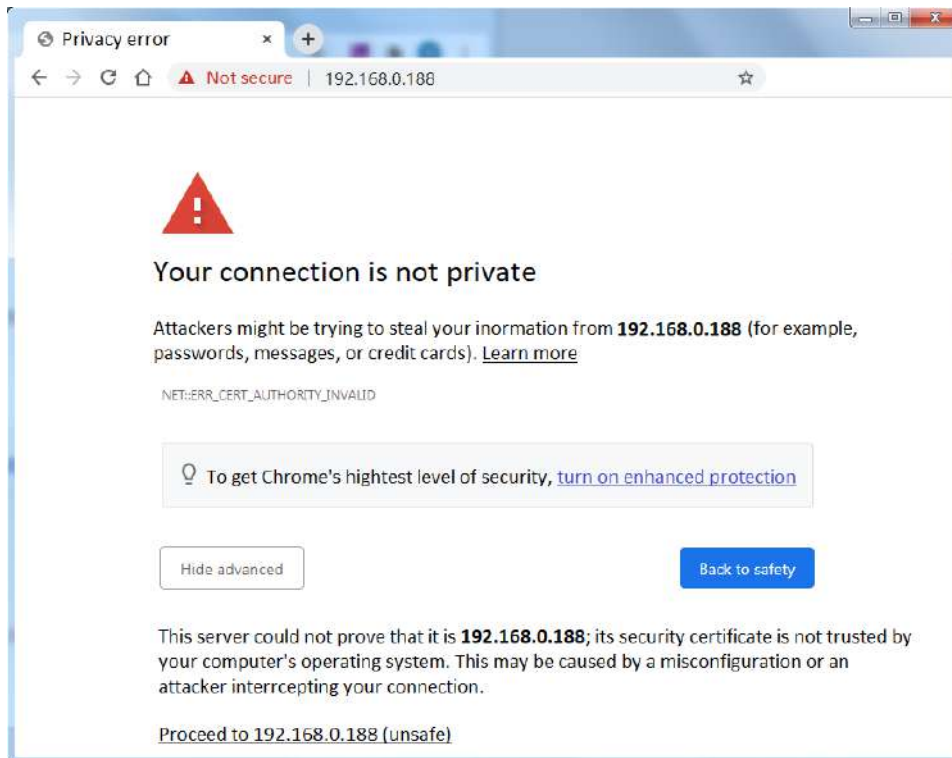 Privacy error
Not secure | 192.168.0.188
Your connection is not private
Attackers might be trying to steal your inormation from 192.168.0.188 (for example,
passwords, messages, or credit cards). Learn more
NET::ERR_CERT_AUTHORITY_INVALID
To get Chrome's hightest level of security, turn on enhanced protection
Hide advanced
Back to safety
This server could not prove that it is 192.168.0.188; its security certificate is not trusted by
your computer's operating system. This may be caused by a misconfiguration or an
attacker interrcepting your connection.
Proceed to 192.168.0.188 (unsafe)